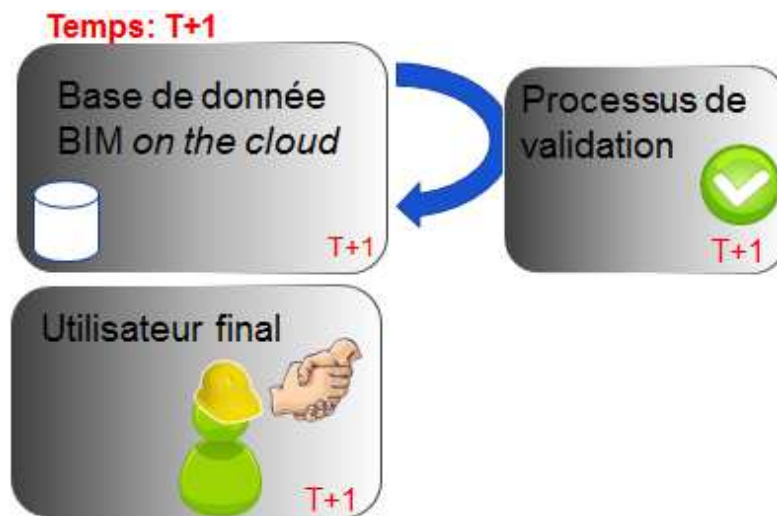 Temps: T+1
Base de donnée
BIM on the cloud
T+1
Processus de
validation
T+1
Utilisateur final
T+1